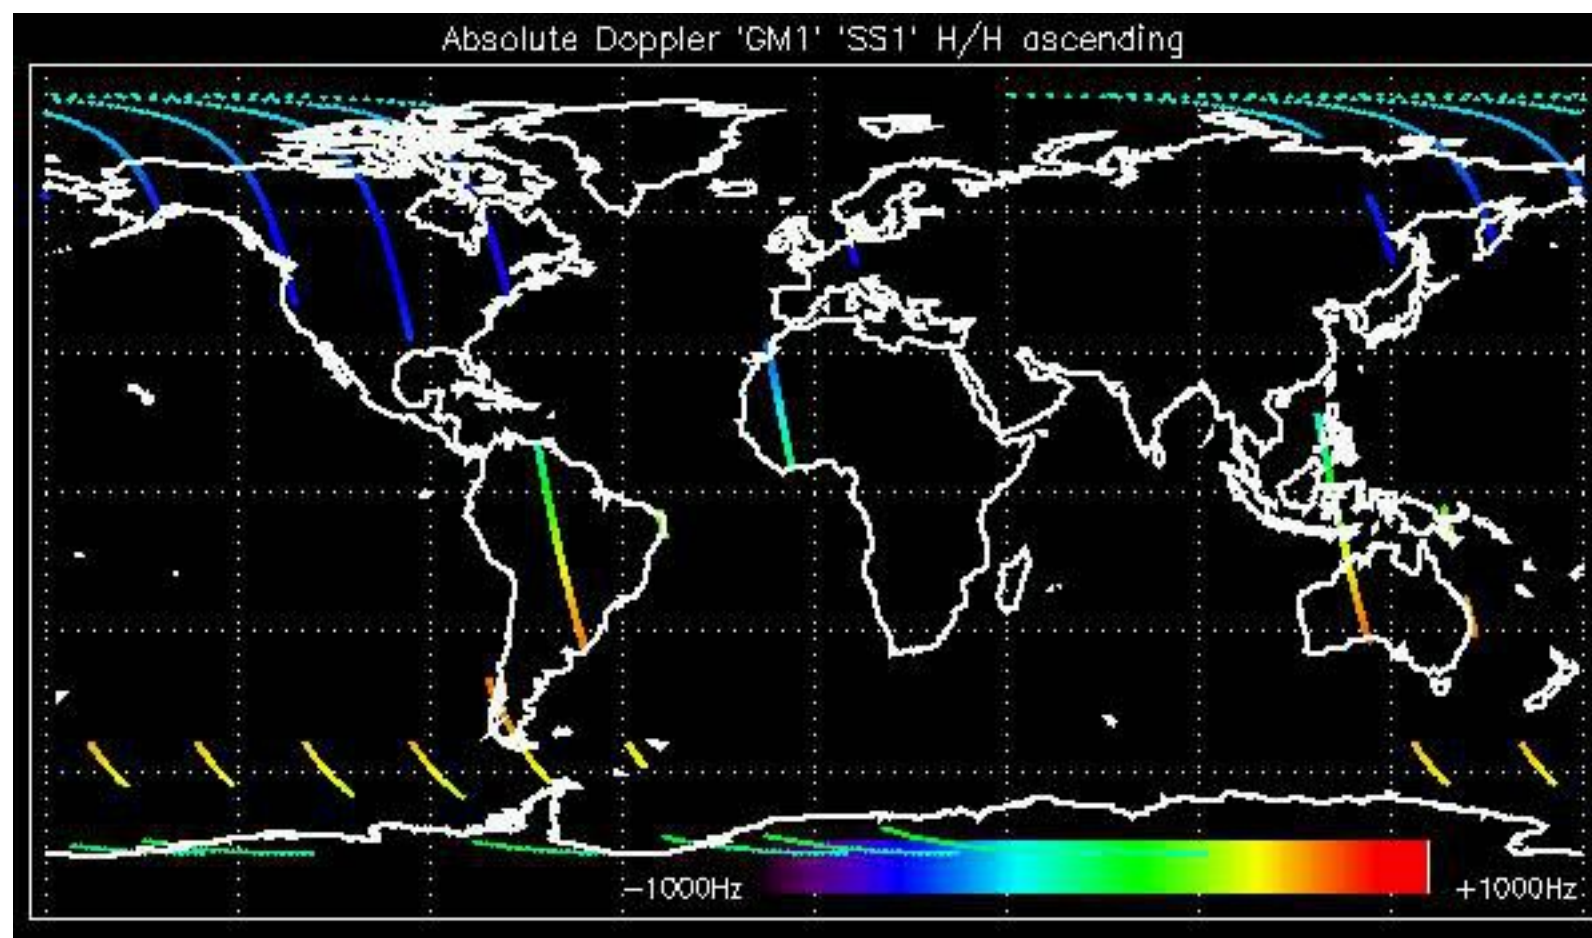 Absolute Doppler 'GM1' 'SS1' H/H ascending
-1000Hz
+1000Hz